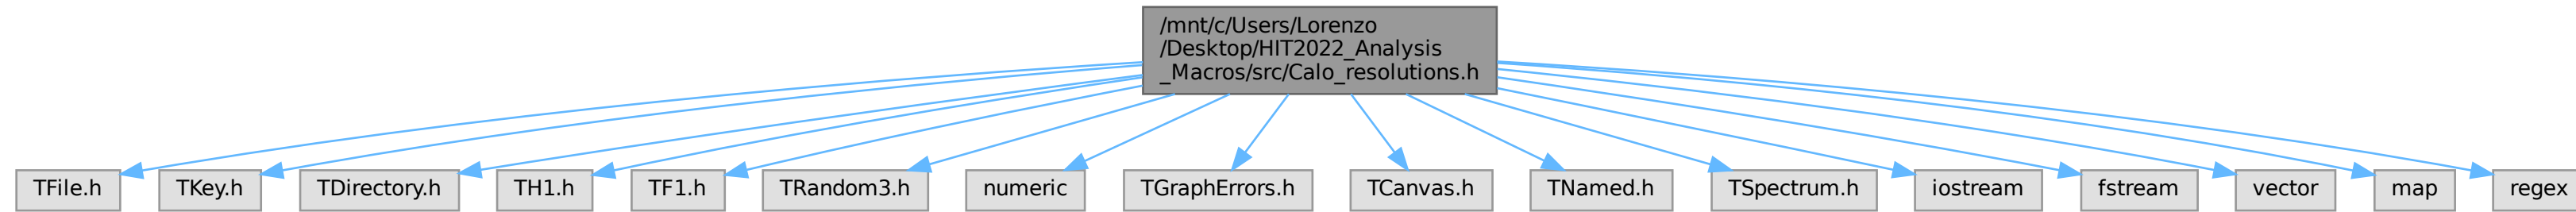 /mnt/c/Users/Lorenzo
/Desktop/HIT2022_Analysis
_Macros/src/Calo_resolutions.h
TFile.h
TKey.h
TDirectory.h
TH1.h
TF1.h
TRandom3.h
numeric
TGraphErrors.h
TCanvas.h
TNamed.h
TSpectrum.h
iostream
fstream
vector
map
regex